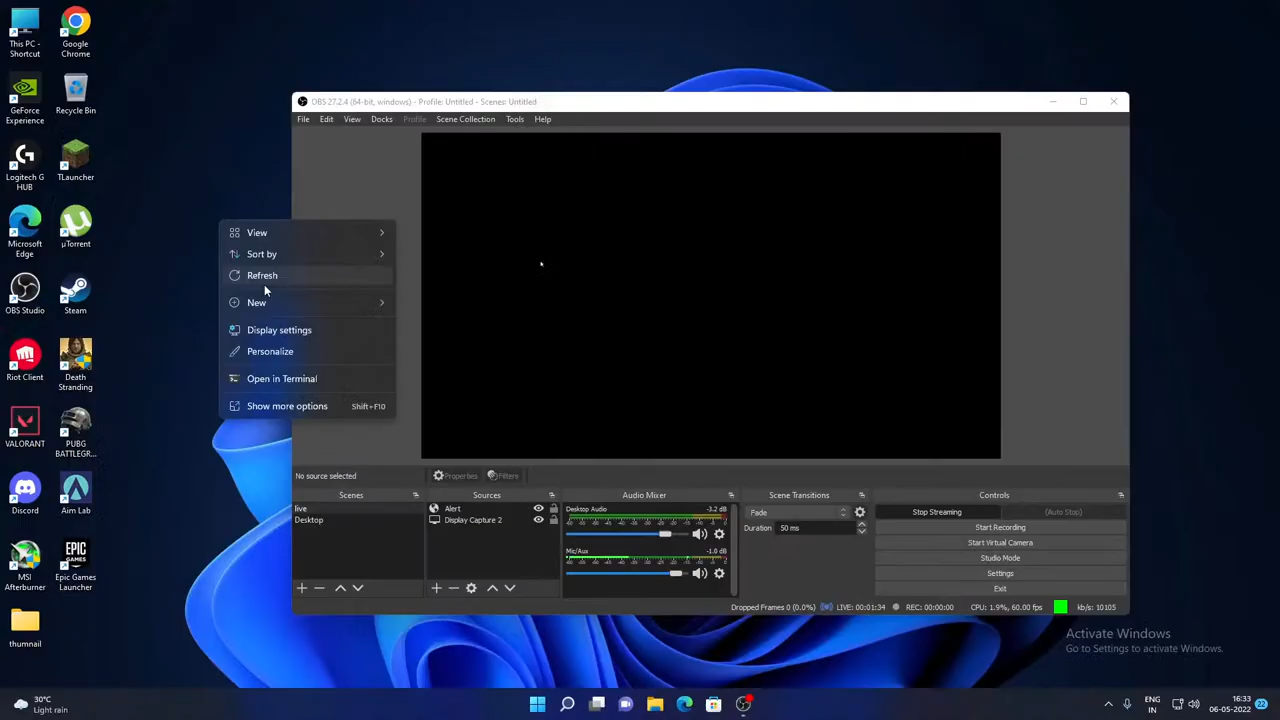 This PC -
Shortcut
Google
Chrome
GeForce
Experience
Recycle Bin
Logitech G
HUB
TLauncher
Microsoft
Edge
µTorrent
OBS Studio
Steam
Riot Client
Death
Stranding
VALORANT
PUBG
BATTLEGR...
Discord
Aim Lab
MSI
Afterburner
Epic Games
Launcher
thumnail
OBS 27.2.4 (64-bit, windows) - Profile: Untitled - Scenes: Untitled
File Edit View Docks Profile Scene Collection Tools Help
View
Sort by
Refresh
New
Display settings
Personalize
Open in Terminal
Show more options Shift+F10
No source selected Properties Filters
Scenes
live
Desktop
Sources
Alert
Display Capture 2
Audio Mixer
Desktop Audio -3.2 dB
Mic/Aux -1.0 dB
Scene Transitions
Fade
Duration 50 ms
Controls
Stop Streaming (Auto Stop)
Start Recording
Start Virtual Camera
Studio Mode
Settings
Exit
Dropped Frames 0 (0.0%) LIVE: 00:01:34 REC: 00:00:00 CPU: 1.9%, 60.00 fps kb/s: 10105
Activate Windows
Go to Settings to activate Windows.
30°C
Light rain
ENG
IN
16:33
06-05-2022
22